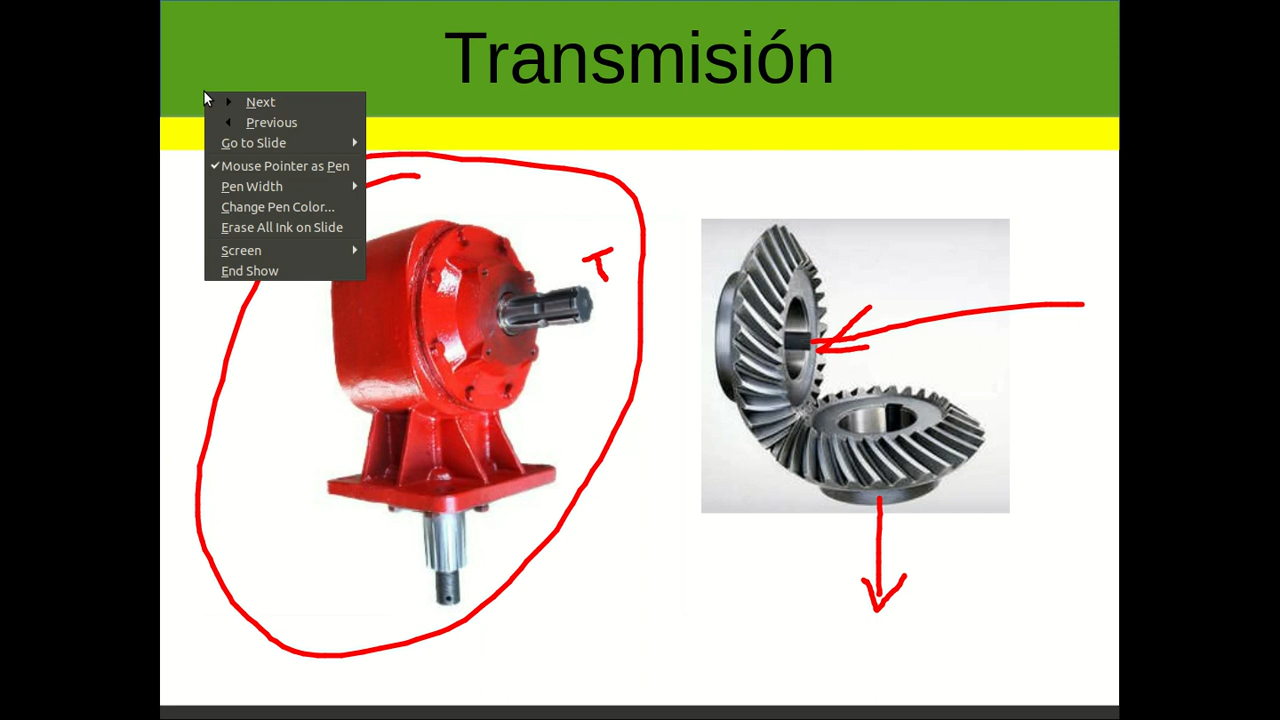 Transmisión
Next
Previous
Go to Slide
Mouse Pointer as Pen
Pen Width
Change Pen Color...
Erase All Ink on Slide
Screen
End Show
T